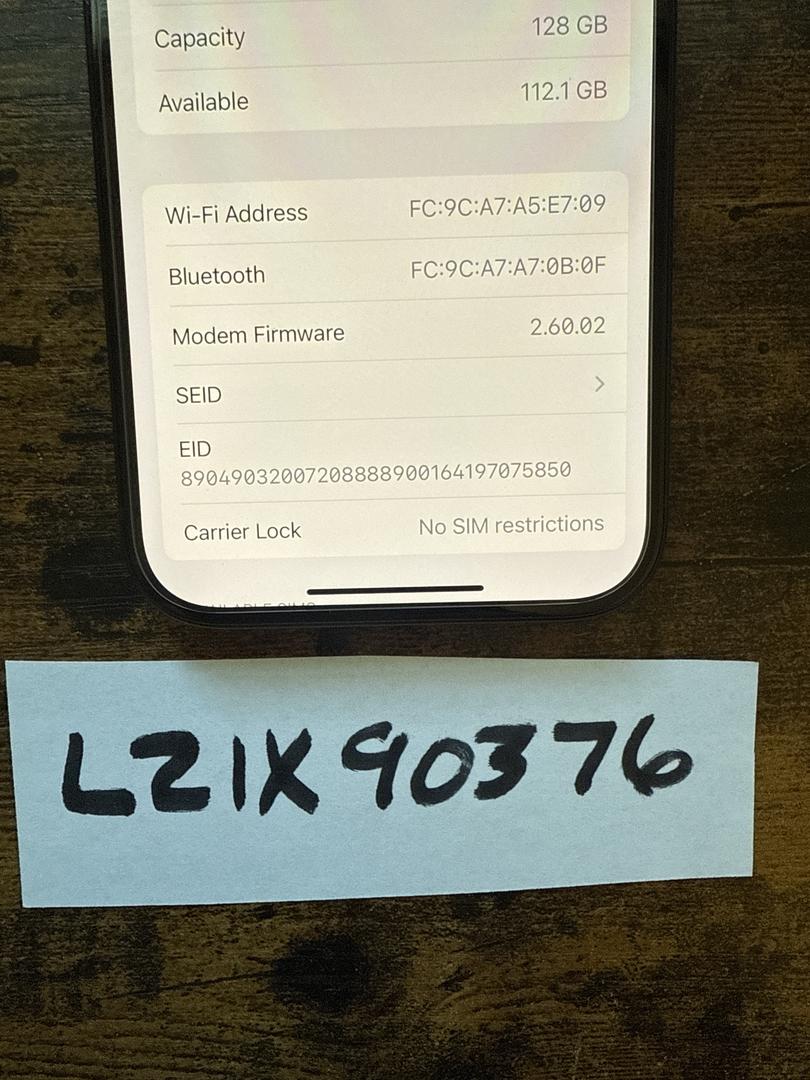 Capacity 128 GB
Available 112.1 GB
Wi-Fi Address FC:9C:A7:A5:E7:09
Bluetooth FC:9C:A7:A7:0B:0F
Modem Firmware 2.60.02
SEID
EID
89049032007208888900164197075850
Carrier Lock No SIM restrictions
LZIX90376